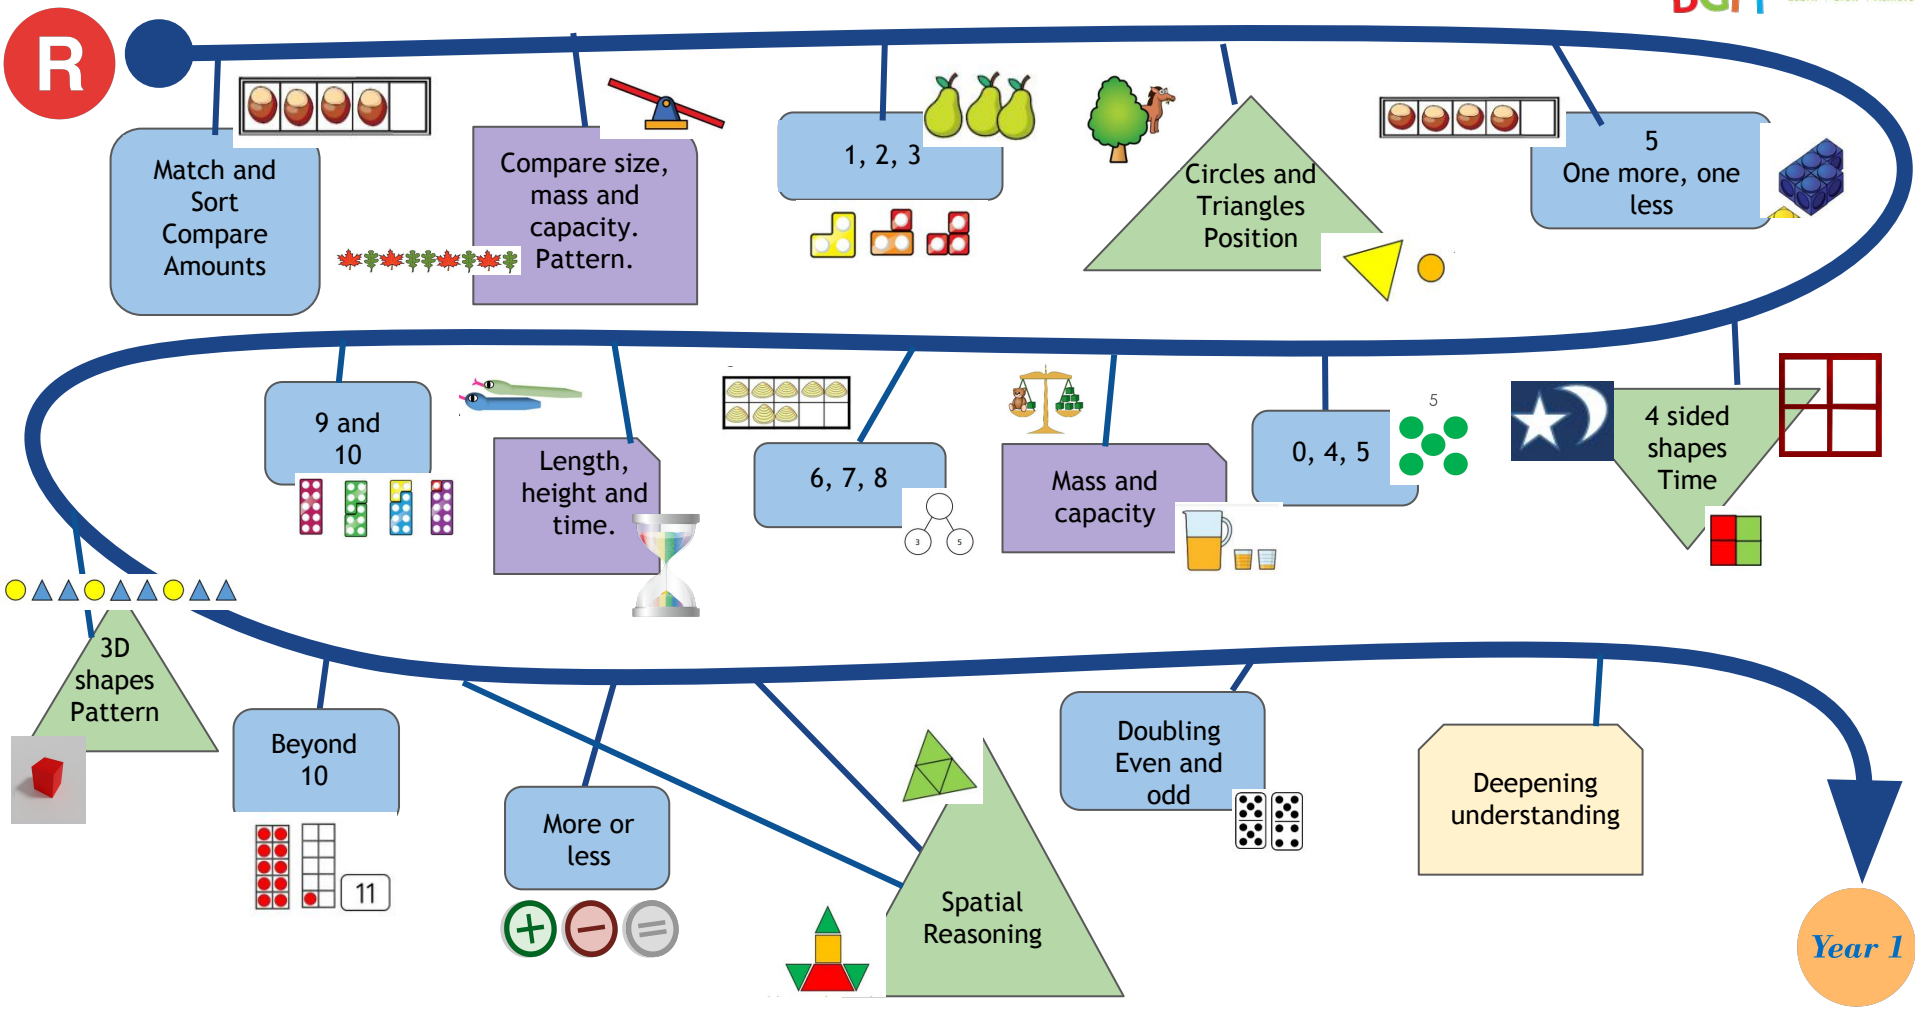 R
Match and
Sort
Compare
Amounts
Compare size,
mass and
capacity.
Pattern.
1, 2, 3
Circles and
Triangles
Position
5
One more, one
less
4 sided
shapes
Time
5
0, 4, 5
Mass and
capacity
6, 7, 8
3
5
Length,
height and
time.
9 and
10
3D
shapes
Pattern
Beyond
10
11
More or
less
+
−
=
Spatial
Reasoning
Doubling
Even and
odd
Deepening
understanding
Year 1